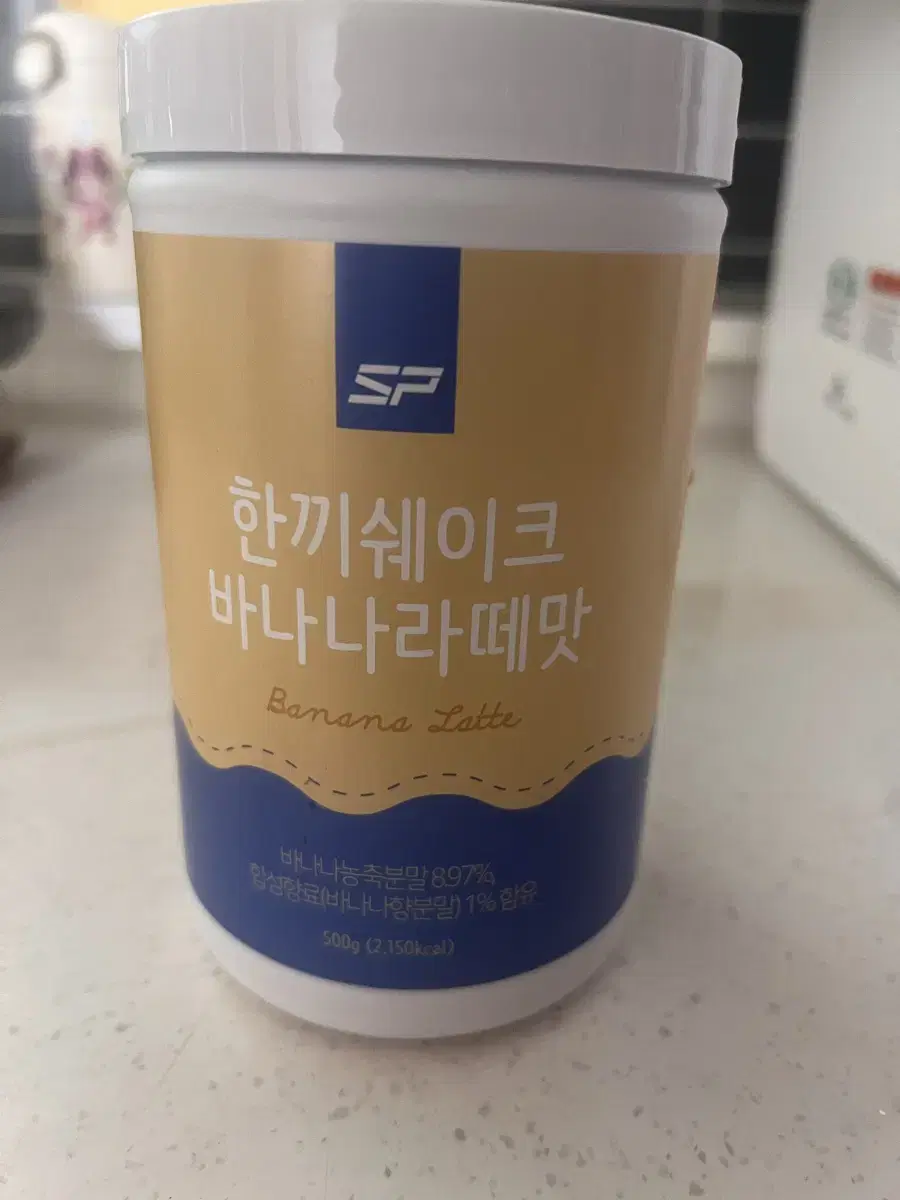 SP
한끼쉐이크
바나나라떼맛
Banana Latte
바나나농축분말 8.97%,
합성향료(바나나향분말) 1% 함유
500g (2,150kcal)